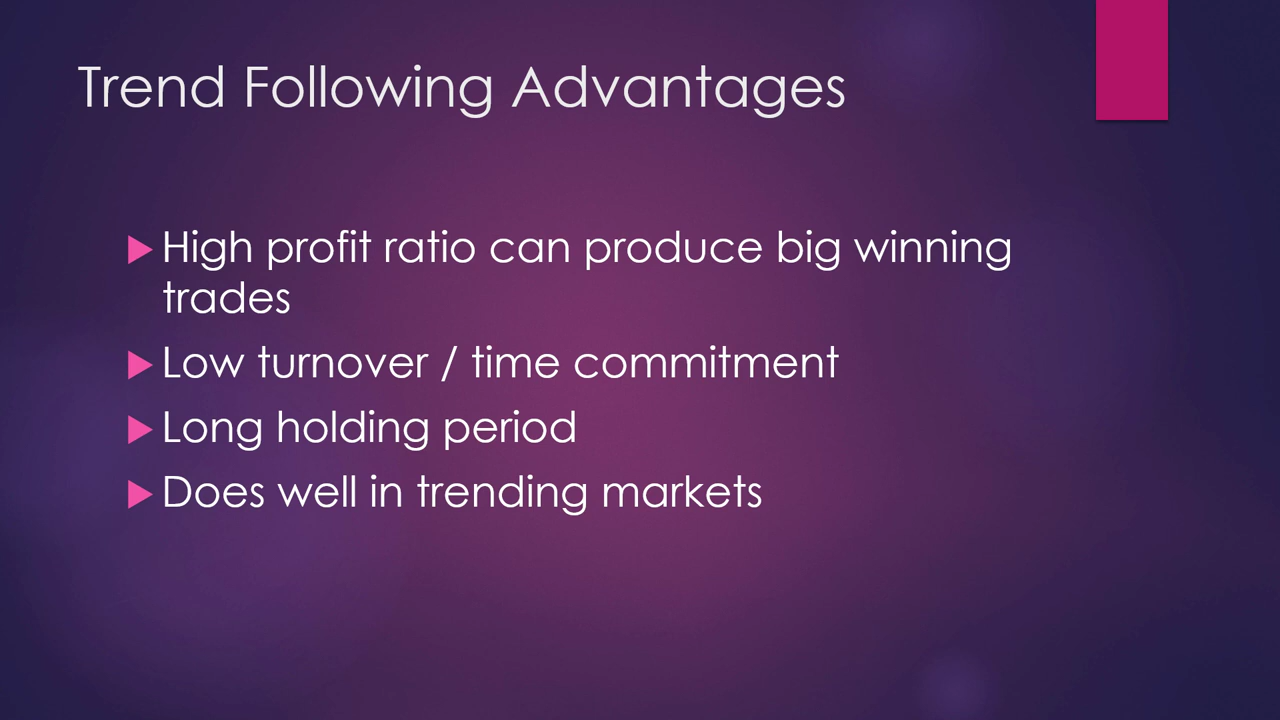 Trend Following Advantages
High profit ratio can produce big winning
trades
Low turnover / time commitment
Long holding period
Does well in trending markets